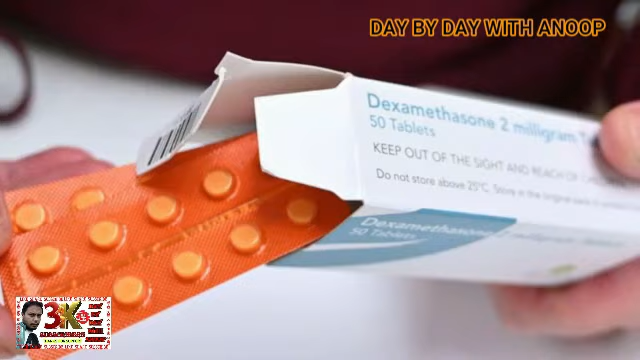 DAY BY DAY WITH ANOOP
Dexamethasone 2 milligram
50 Tablets
KEEP OUT OF THE SIGHT AND REACH OF
Do not store above 25°C. Store in the original
Dexamethasone
50 Tablets
3K